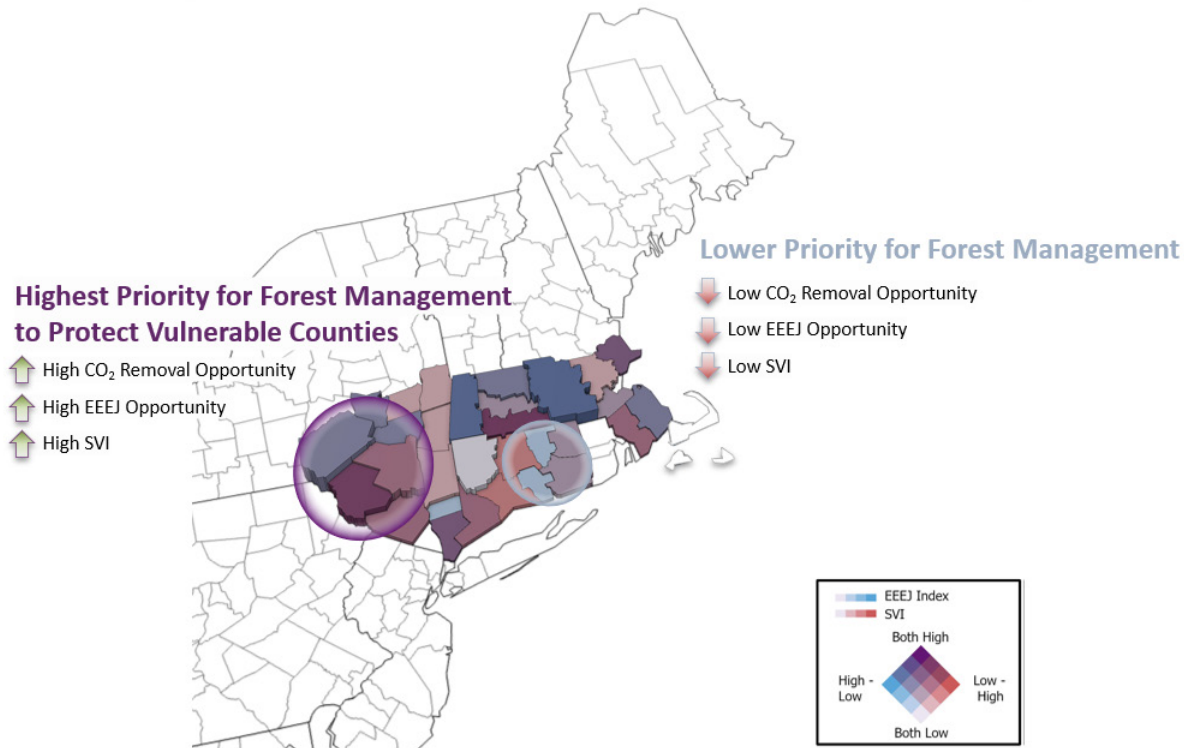 Lower Priority for Forest Management
Low CO₂ Removal Opportunity
Low EEEJ Opportunity
Low SVI
Highest Priority for Forest Management
to Protect Vulnerable Counties
High CO₂ Removal Opportunity
High EEEJ Opportunity
High SVI
EEEJ Index
SVI
Both High
High -
Low
Low -
High
Both Low